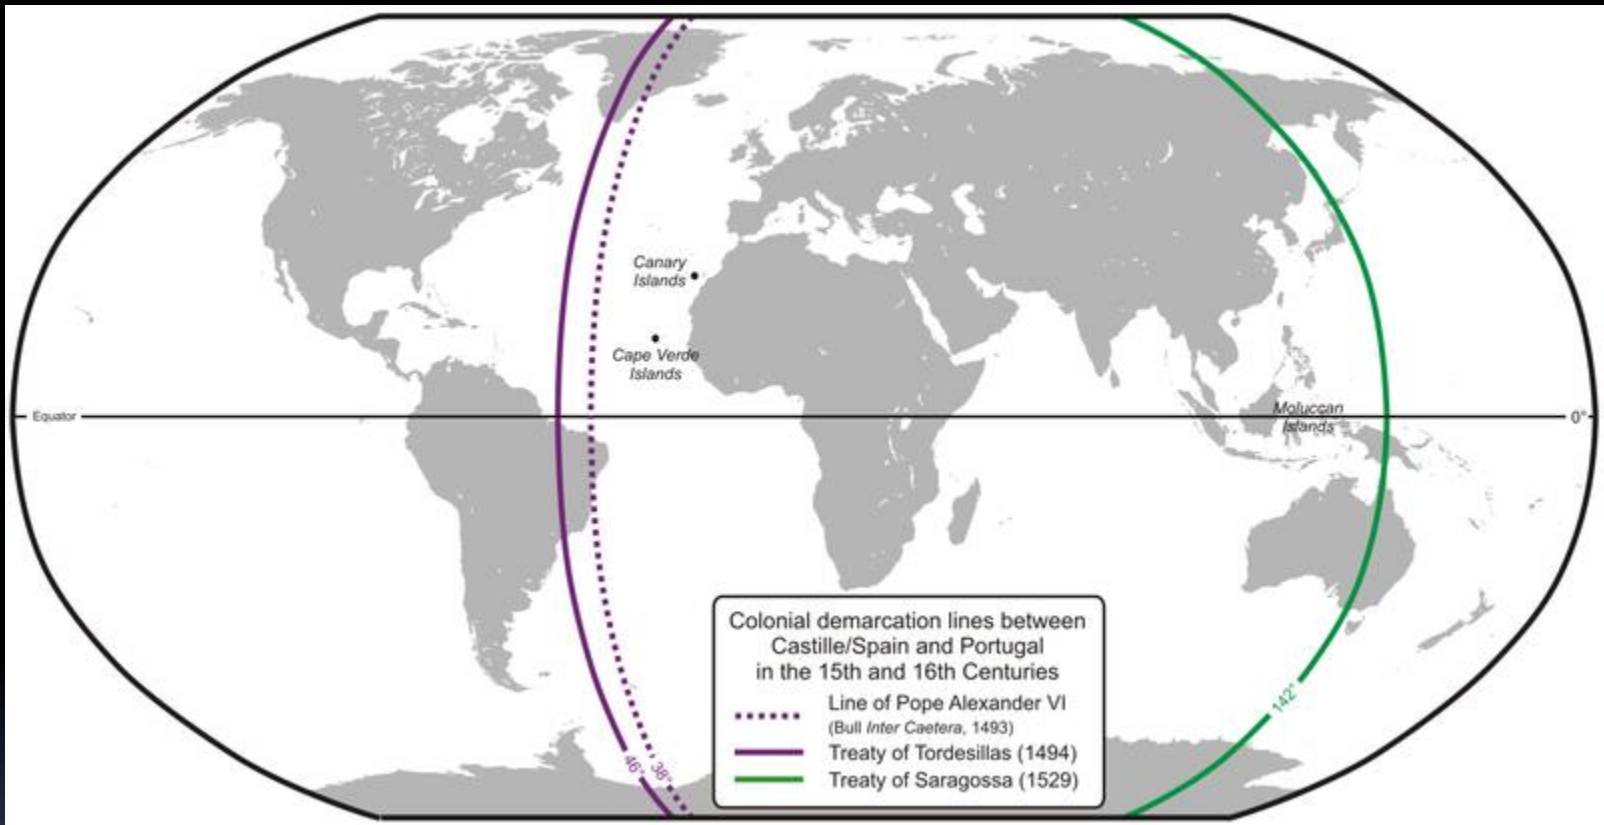 Canary
Islands
Cape Verde
Islands
Equator
Moluccan
Islands
0°
142°
46°
38°
Colonial demarcation lines between
Castille/Spain and Portugal
in the 15th and 16th Centuries
Line of Pope Alexander VI
(Bull Inter Caetera, 1493)
Treaty of Tordesillas (1494)
Treaty of Saragossa (1529)